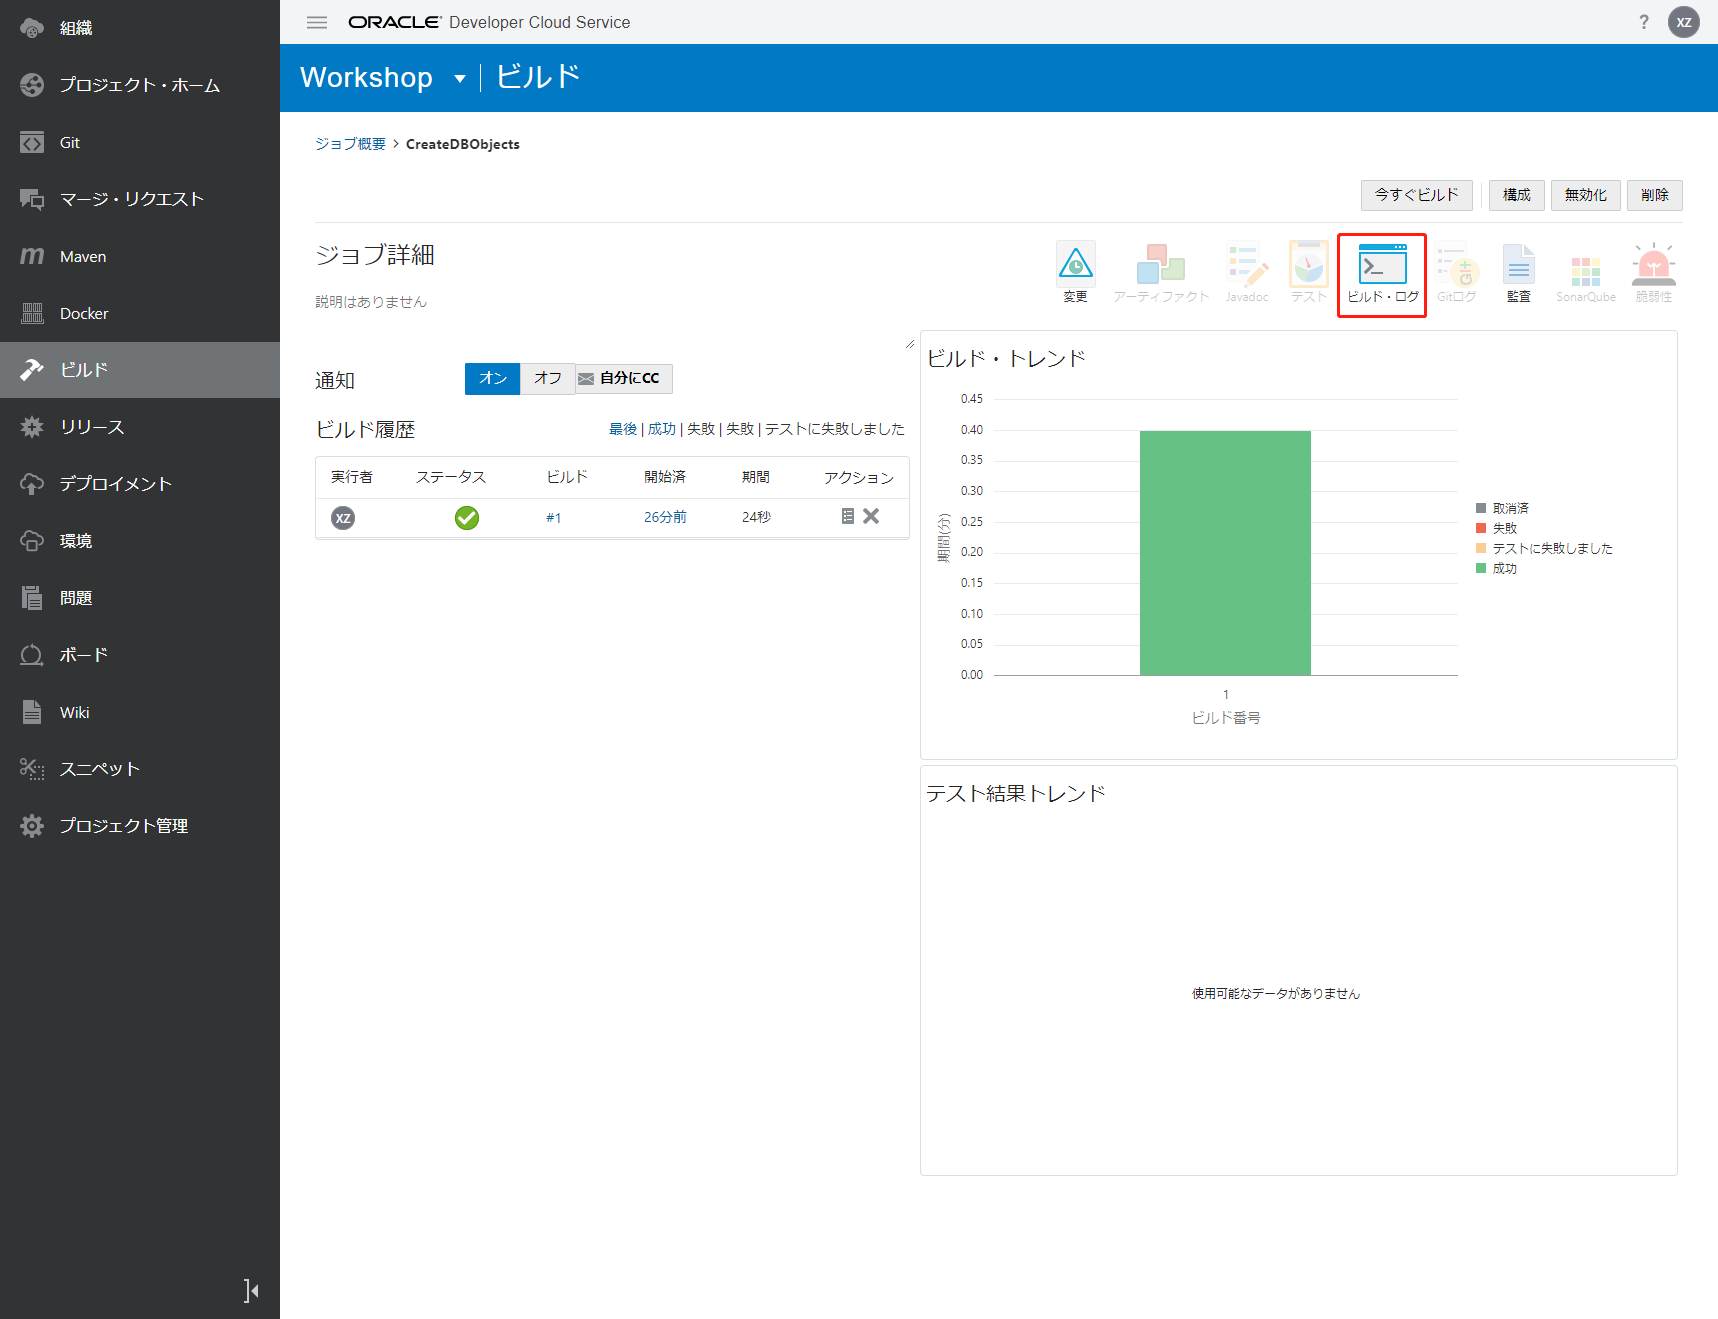 組織
プロジェクト・ホーム
Git
マージ・リクエスト
Maven
Docker
ビルド
リリース
デプロイメント
環境
問題
ボード
Wiki
スニペット
プロジェクト管理
ORACLE Developer Cloud Service
? XZ
Workshop ビルド
ジョブ概要 > CreateDBObjects
今すぐビルド 構成 無効化 削除
ジョブ詳細
説明はありません
変更 アーティファクト Javadoc テスト ビルド・ログ Gitログ 監査 SonarQube 脆弱性
通知 オン オフ 自分にCC
ビルド履歴 最後 | 成功 | 失敗 | 失敗 | テストに失敗しました
実行者 ステータス ビルド 開始済 期間 アクション
XZ #1 26分前 24秒
ビルド・トレンド
0.45
0.40
0.35
0.30
0.25
0.20
0.15
0.10
0.05
0.00
期間(分)
1
ビルド番号
取消済
失敗
テストに失敗しました
成功
テスト結果トレンド
使用可能なデータがありません